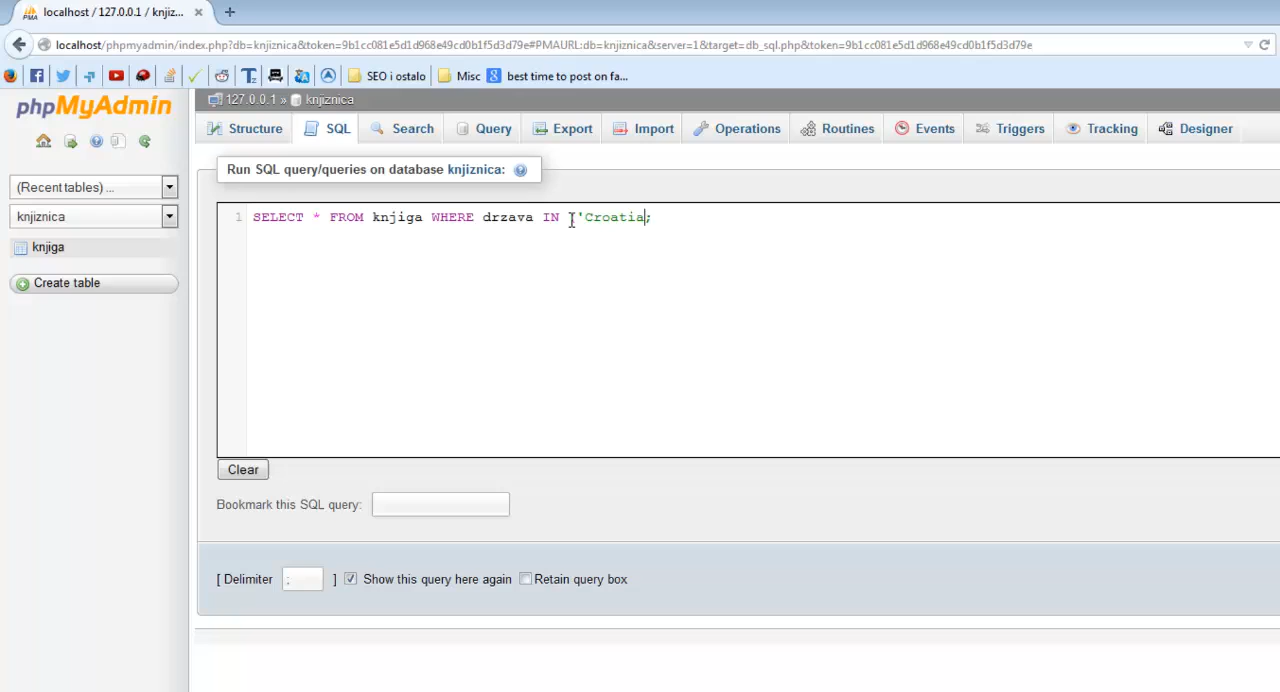 localhost / 127.0.0.1 / knjiz...
localhost/phpmyadmin/index.php?db=knjiznica&token=9b1cc081e5d1d968e49cd0b1f5d3d79e#PMAURL:db=knjiznica&server=1&target=db_sql.php&token=9b1cc081e5d1d968e49cd0b1f5d3d79e
SEO i ostalo Misc best time to post on fa...
phpMyAdmin
127.0.0.1 » knjiznica
Structure SQL Search Query Export Import Operations Routines Events Triggers Tracking Designer
Run SQL query/queries on database knjiznica:
(Recent tables) ...
knjiznica
knjiga
Create table
1 SELECT * FROM knjiga WHERE drzava IN ('Croatia;
Clear
Bookmark this SQL query:
[ Delimiter ; ] Show this query here again Retain query box